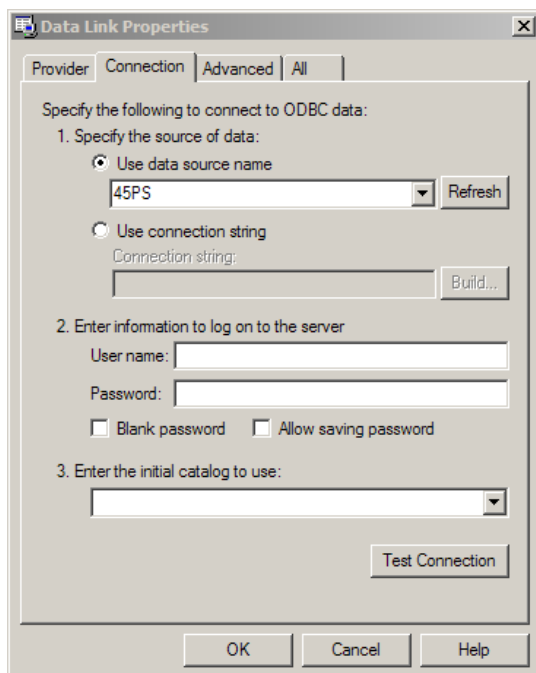 Data Link Properties
Provider Connection Advanced All
Specify the following to connect to ODBC data:
1. Specify the source of data:
Use data source name
45PS Refresh
Use connection string
Connection string:
Build...
2. Enter information to log on to the server
User name:
Password:
Blank password Allow saving password
3. Enter the initial catalog to use:
Test Connection
OK Cancel Help